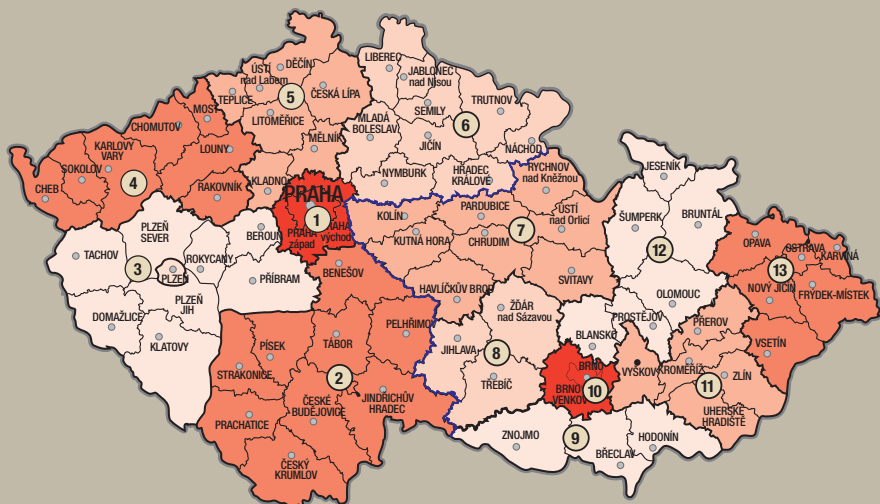 LIBEREC
ÚSTÍ
nad Labem
DĚČÍN
JABLONEC
nad Nisou
TEPLICE
5
ČESKÁ LÍPA
SEMILY
TRUTNOV
MOST
LITOMĚŘICE
MLADÁ
BOLESLAV
6
CHOMUTOV
MĚLNÍK
JIČÍN
NÁCHOD
KARLOVY
VARY
LOUNY
JESENÍK
SOKOLOV
4
RAKOVNÍK
KLADNO
NYMBURK
HRADEC
KRÁLOVÉ
RYCHNOV
nad Kněžnou
CHEB
PRAHA
1
PRAHA
západ
PRAHA
východ
KOLÍN
PARDUBICE
ÚSTÍ
nad Orlicí
ŠUMPERK
BRUNTÁL
PLZEŇ
SEVER
BEROUN
KUTNÁ HORA
CHRUDIM
7
12
OPAVA
OSTRAVA
KARVINÁ
TACHOV
3
ROKYCANY
PLZEŇ
PŘÍBRAM
BENEŠOV
SVITAVY
13
NOVÝ JIČÍN
FRÝDEK-MÍSTEK
HAVLÍČKŮV BROD
ŽĎÁR
nad Sázavou
OLOMOUC
DOMAŽLICE
PLZEŇ
JIH
PELHŘIMOV
PROSTĚJOV
PŘEROV
KLATOVY
PÍSEK
TÁBOR
JIHLAVA
8
BLANSKO
VSETÍN
STRAKONICE
2
TŘEBÍČ
BRNO
BRNO
VENKOV
10
VYŠKOV
KROMĚŘÍŽ
ZLÍN
11
PRACHATICE
ČESKÉ
BUDĚJOVICE
JINDŘICHŮV
HRADEC
UHERSKÉ
HRADIŠTĚ
ZNOJMO
9
HODONÍN
BŘECLAV
ČESKÝ
KRUMLOV